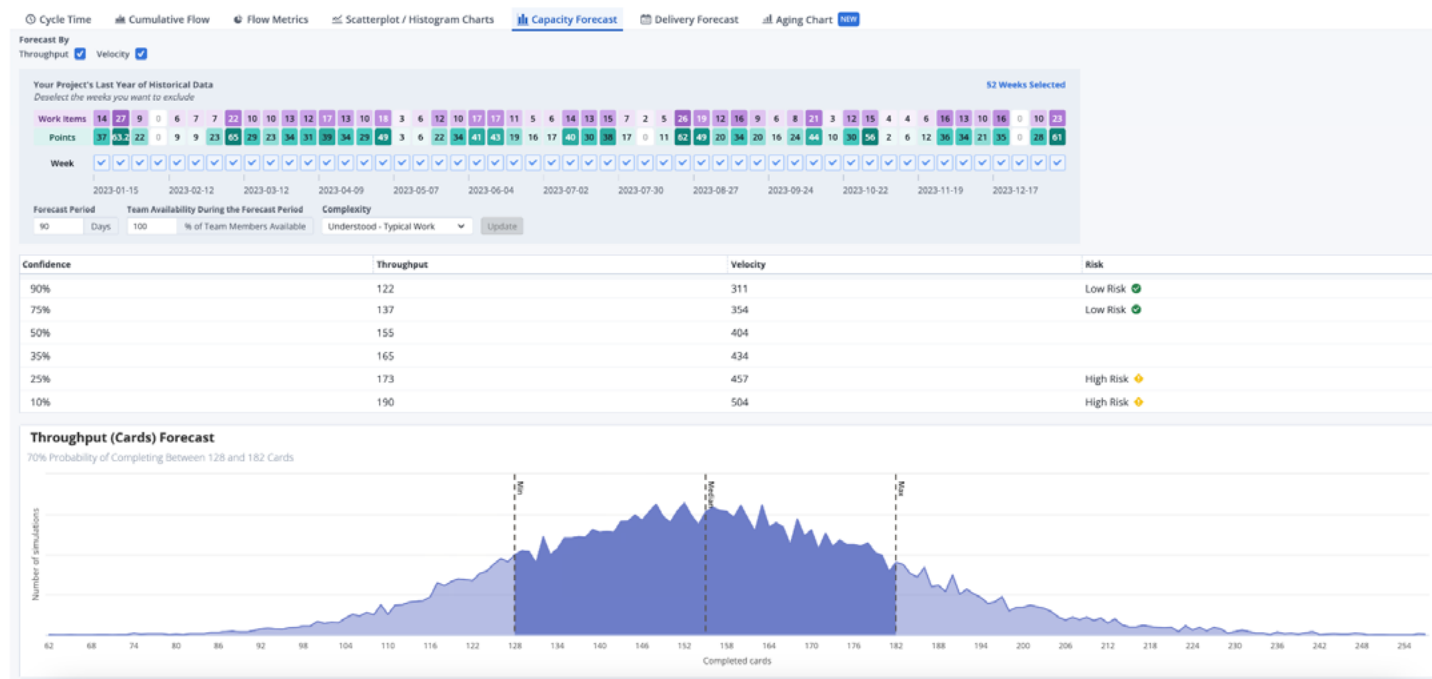 Cycle Time Cumulative Flow Flow Metrics Scatterplot / Histogram Charts Capacity Forecast Delivery Forecast Aging Chart NEW
Forecast By
Throughput Velocity
Your Project's Last Year of Historical Data 52 Weeks Selected
Deselect the weeks you want to exclude
Work Items 14 27 9 0 6 7 7 22 10 10 13 12 17 13 10 18 3 6 12 10 17 17 11 5 6 14 13 15 7 2 5 26 19 12 16 9 6 8 21 3 12 15 4 4 6 16 13 10 16 0 10 23
Points 37 63.2 22 0 9 9 23 65 29 23 34 31 39 34 29 49 3 6 22 34 41 43 19 16 17 40 30 38 17 0 11 62 49 20 34 20 16 24 44 10 30 56 2 6 12 36 34 21 35 0 28 61
Week
2023-01-15 2023-02-12 2023-03-12 2023-04-09 2023-05-07 2023-06-04 2023-07-02 2023-07-30 2023-08-27 2023-09-24 2023-10-22 2023-11-19 2023-12-17
Forecast Period Team Availability During the Forecast Period Complexity
90 Days 100 % of Team Members Available Understood - Typical Work Update
Confidence Throughput Velocity Risk
90% 122 311 Low Risk
75% 137 354 Low Risk
50% 155 404
35% 165 434
25% 173 457 High Risk
10% 190 504 High Risk
Throughput (Cards) Forecast
70% Probability of Completing Between 128 and 182 Cards
Min Median Max
Number of simulations
62 68 74 80 86 92 98 104 110 116 122 128 134 140 146 152 158 164 170 176 182 188 194 200 206 212 218 224 230 236 242 248 254
Completed cards